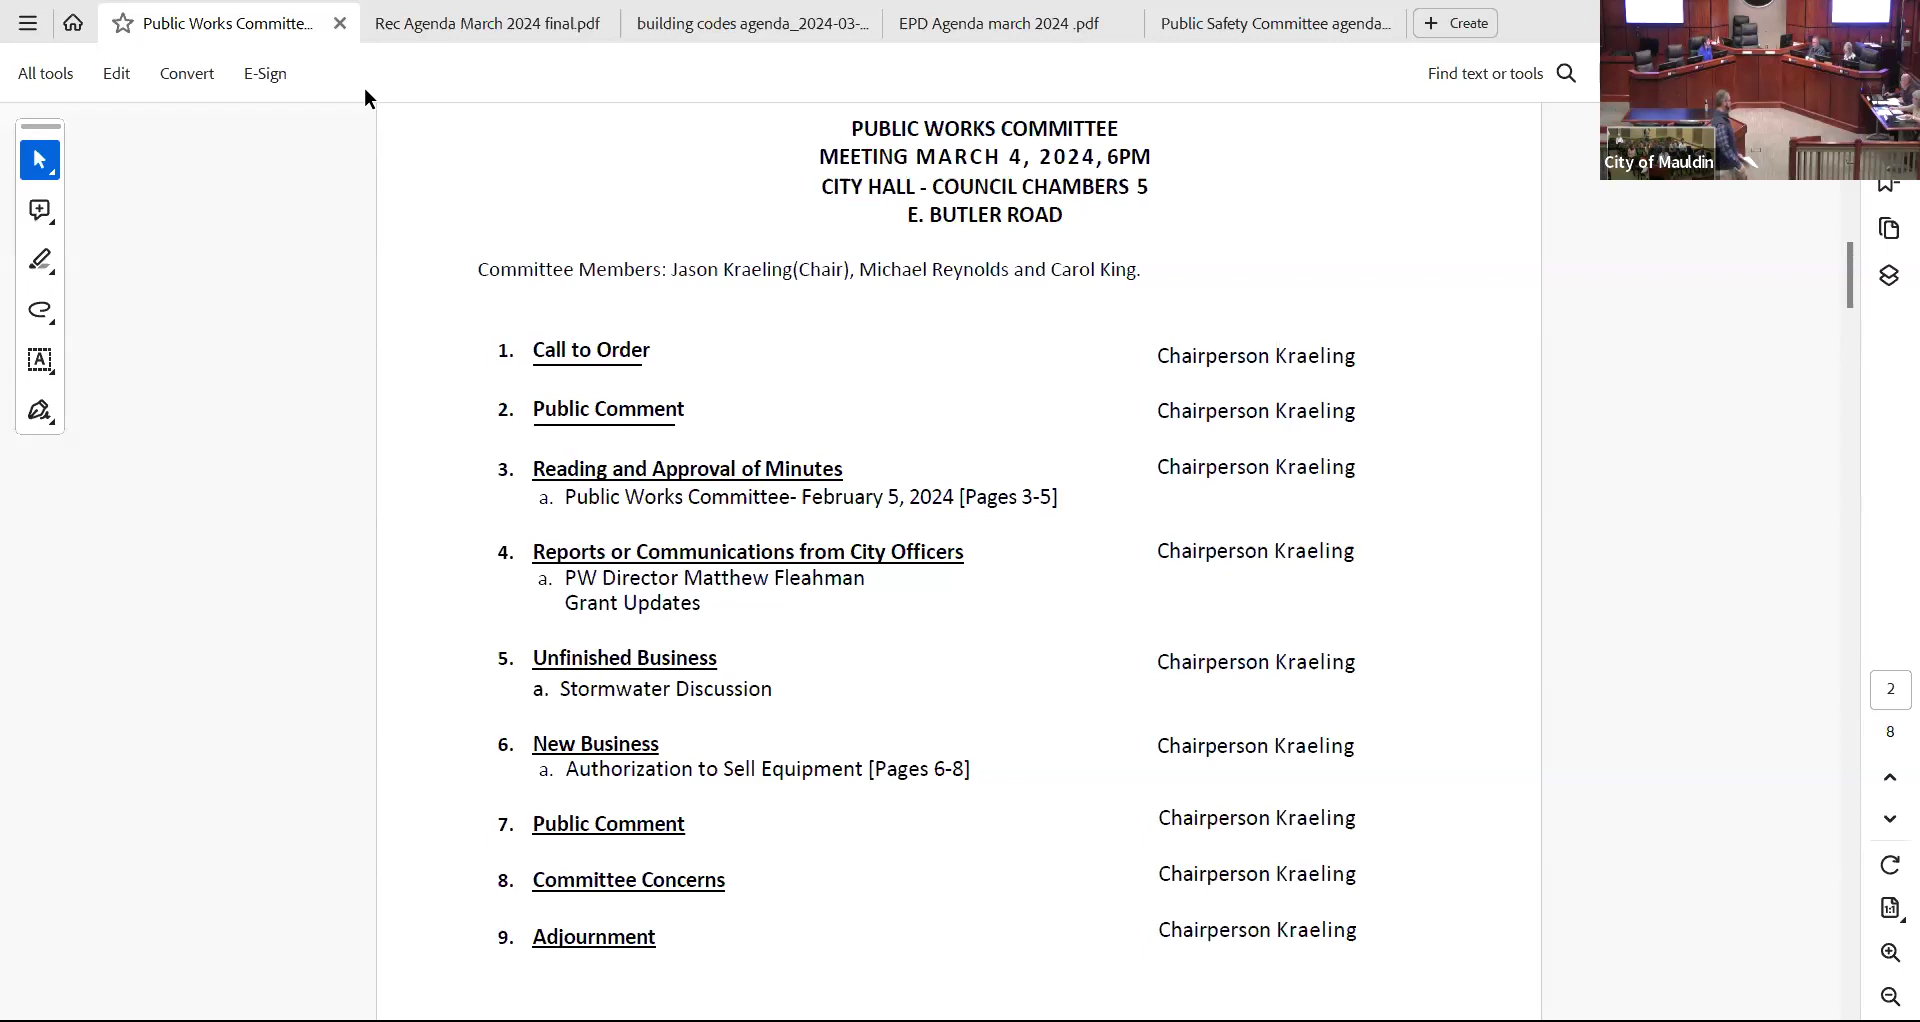 Public Works Committe...
Rec Agenda March 2024 final.pdf
building codes agenda_2024-03-...
EPD Agenda march 2024 .pdf
Public Safety Committee agenda...
+ Create
All tools
Edit
Convert
E-Sign
Find text or tools
City of Mauldin
PUBLIC WORKS COMMITTEE
MEETING MARCH 4, 2024, 6PM
CITY HALL - COUNCIL CHAMBERS 5
E. BUTLER ROAD
Committee Members: Jason Kraeling(Chair), Michael Reynolds and Carol King.
1. Call to Order Chairperson Kraeling
2. Public Comment Chairperson Kraeling
3. Reading and Approval of Minutes Chairperson Kraeling
a. Public Works Committee- February 5, 2024 [Pages 3-5]
4. Reports or Communications from City Officers Chairperson Kraeling
a. PW Director Matthew Fleahman
Grant Updates
5. Unfinished Business Chairperson Kraeling
a. Stormwater Discussion
6. New Business Chairperson Kraeling
a. Authorization to Sell Equipment [Pages 6-8]
7. Public Comment Chairperson Kraeling
8. Committee Concerns Chairperson Kraeling
9. Adjournment Chairperson Kraeling
2
8